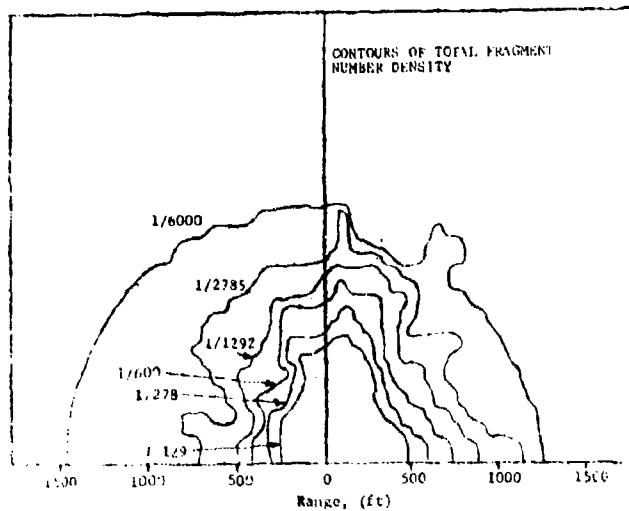 CONTOURS OF TOTAL FRAGMENT
NUMBER DENSITY
1/6000
1/2785
1/1292
1/600
1/278
1/129
1500 1000 500 0 500 1000 1500
Range, (ft)